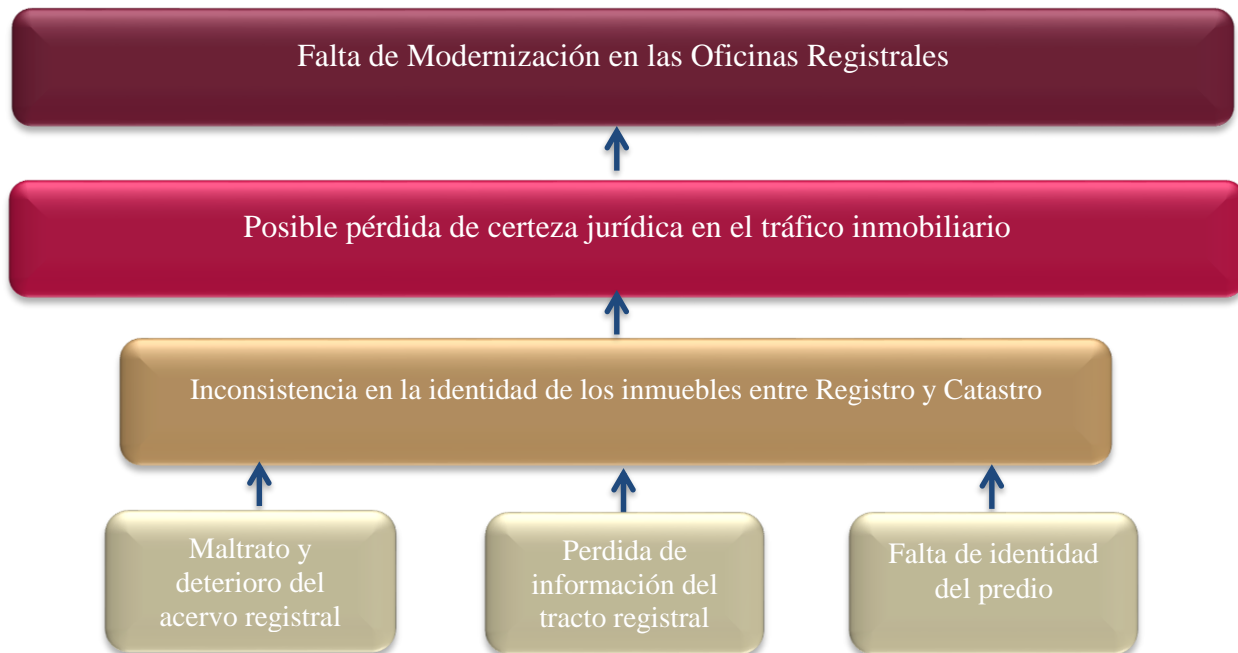 Falta de Modernización en las Oficinas Registrales
Posible pérdida de certeza jurídica en el tráfico inmobiliario
Inconsistencia en la identidad de los inmuebles entre Registro y Catastro
Maltrato y
deterioro del
acervo registral
Perdida de
información del
tracto registral
Falta de identidad
del predio